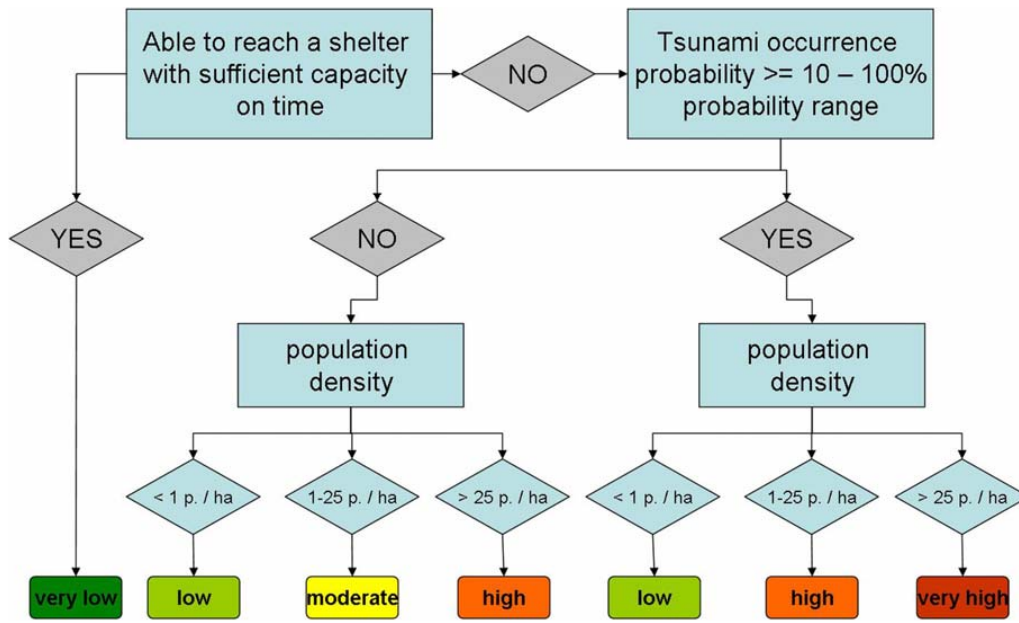 Able to reach a shelter
with sufficient capacity
on time
NO
Tsunami occurrence
probability >= 10 – 100%
probability range
YES
NO
YES
population
density
population
density
< 1 p. / ha
1-25 p. / ha
> 25 p. / ha
< 1 p. / ha
1-25 p. / ha
> 25 p. / ha
very low
low
moderate
high
low
high
very high